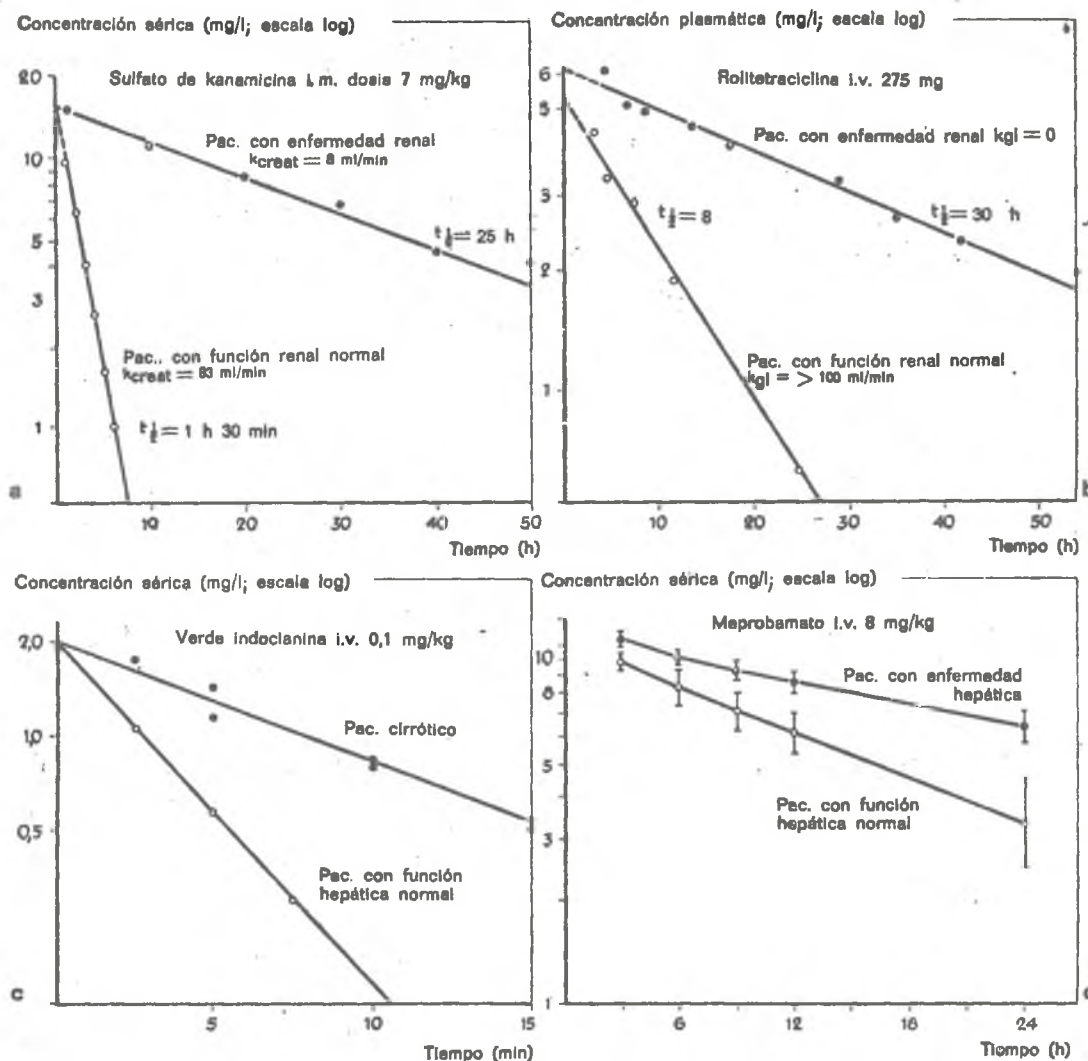 Concentración sérica (mg/l; escala log)
20
10
5
3
1
Sulfato de kanamicina i.m. dosis 7 mg/kg
Pac. con enfermedad renal
kcreat = 8 ml/min
t½ = 25 h
Pac.. con función renal normal
kcreat = 83 ml/min
t½ = 1 h 30 min
a
10 20 30 40 50
Tiempo (h)
Concentración plasmática (mg/l; escala log)
6
5
3
2
1
Rolitetraciclina i.v. 275 mg
Pac. con enfermedad renal kgl = 0
t½ = 8
t½ = 30 h
Pac. con función renal normal
kgl = > 100 ml/min
b
10 20 30 40 50
Tiempo (h)
Concentración sérica (mg/l; escala log)
2,0
1,0
0,5
Verde indocianina i.v. 0,1 mg/kg
Pac. cirrótico
Pac. con función
hepática normal
c
5 10 15
Tiempo (min)
Concentración sérica (mg/l; escala log)
10
8
5
3
1
Meprobamato i.v. 8 mg/kg
Pac. con enfermedad
hepática
Pac. con función
hepática normal
6 12 18 24
Tiempo (h)